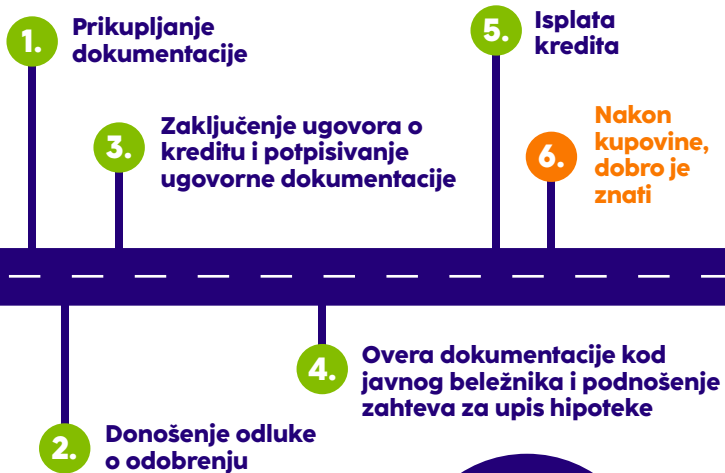 1.
Prikupljanje
dokumentacije
5.
Isplata
kredita
3.
Zaključenje ugovora o
kreditu i potpisivanje
ugovorne dokumentacije
6.
Nakon
kupovine,
dobro je
znati
4.
Overa dokumentacije kod
javnog beležnika i podnošenje
zahteva za upis hipoteke
2.
Donošenje odluke
o odobrenju